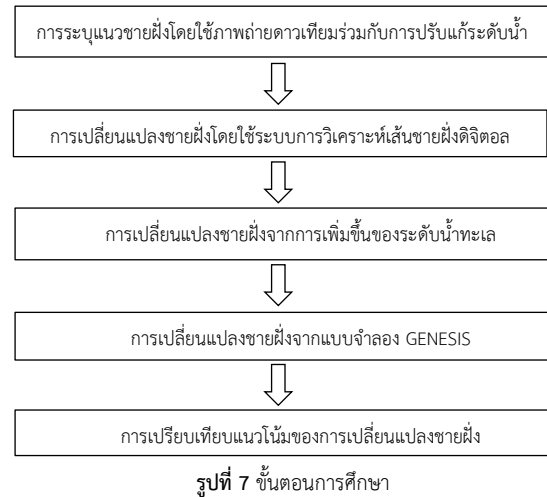 การระบุแนวชายฝั่งโดยใช้ภาพถ่ายดาวเทียมร่วมกับการปรับแก้ระดับน้ำ
การเปลี่ยนแปลงชายฝั่งโดยใช้ระบบการวิเคราะห์เส้นชายฝั่งดิจิตอล
การเปลี่ยนแปลงชายฝั่งจากการเพิ่มขึ้นของระดับน้ำทะเล
การเปลี่ยนแปลงชายฝั่งจากแบบจำลอง GENESIS
การเปรียบเทียบแนวโน้มของการเปลี่ยนแปลงชายฝั่ง
รูปที่ 7 ขั้นตอนการศึกษา